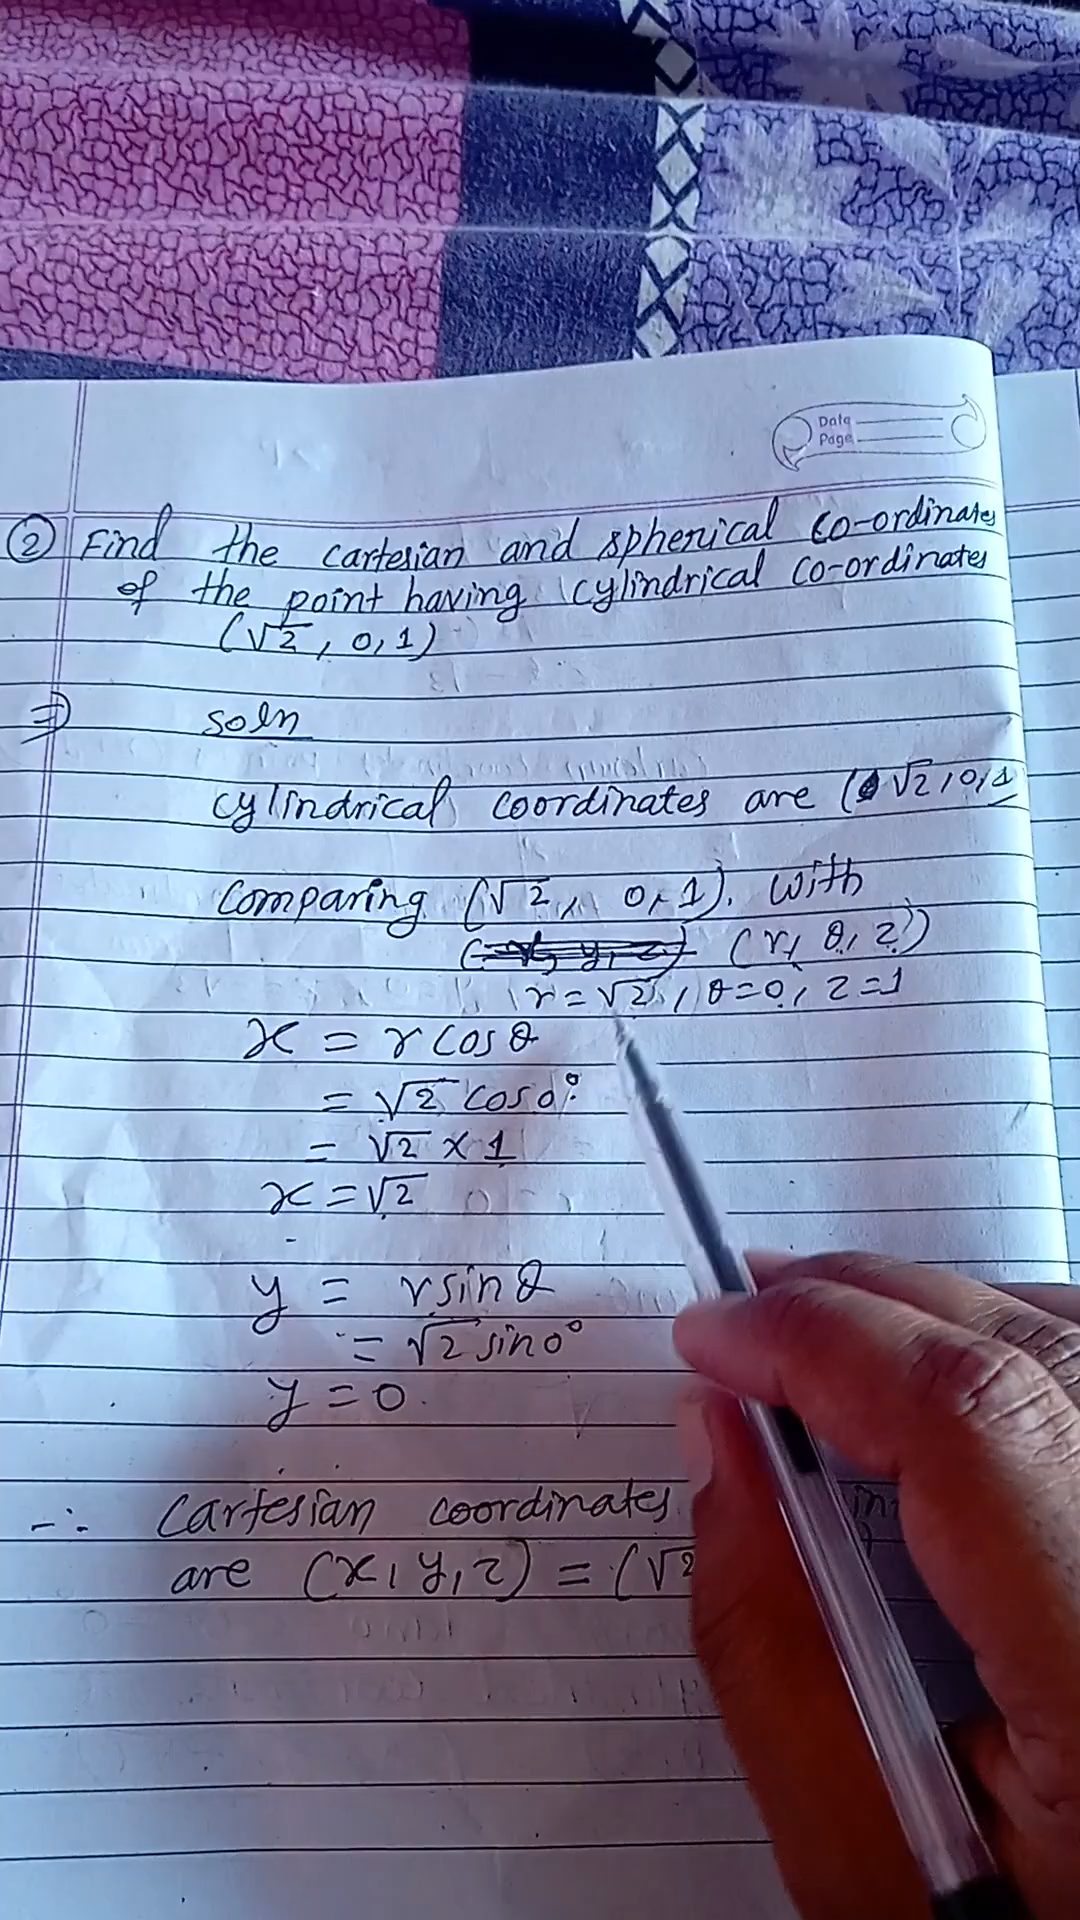 Data
Page
② Find the cartesian and spherical co-ordinates
of the point having cylindrical co-ordinates
(√2, 0, 1)
⇒ soln
cylindrical coordinates are (√2, 0, 1
Comparing (√2, 0, 1). with
(r, θ, z)
r = √2, θ = 0, z = 1
x = r cos θ
= √2 cos 0°
= √2 × 1
x = √2
y = r sin θ
= √2 sin 0°
y = 0
∴ Cartesian coordinates
are (x, y, z) = (√2